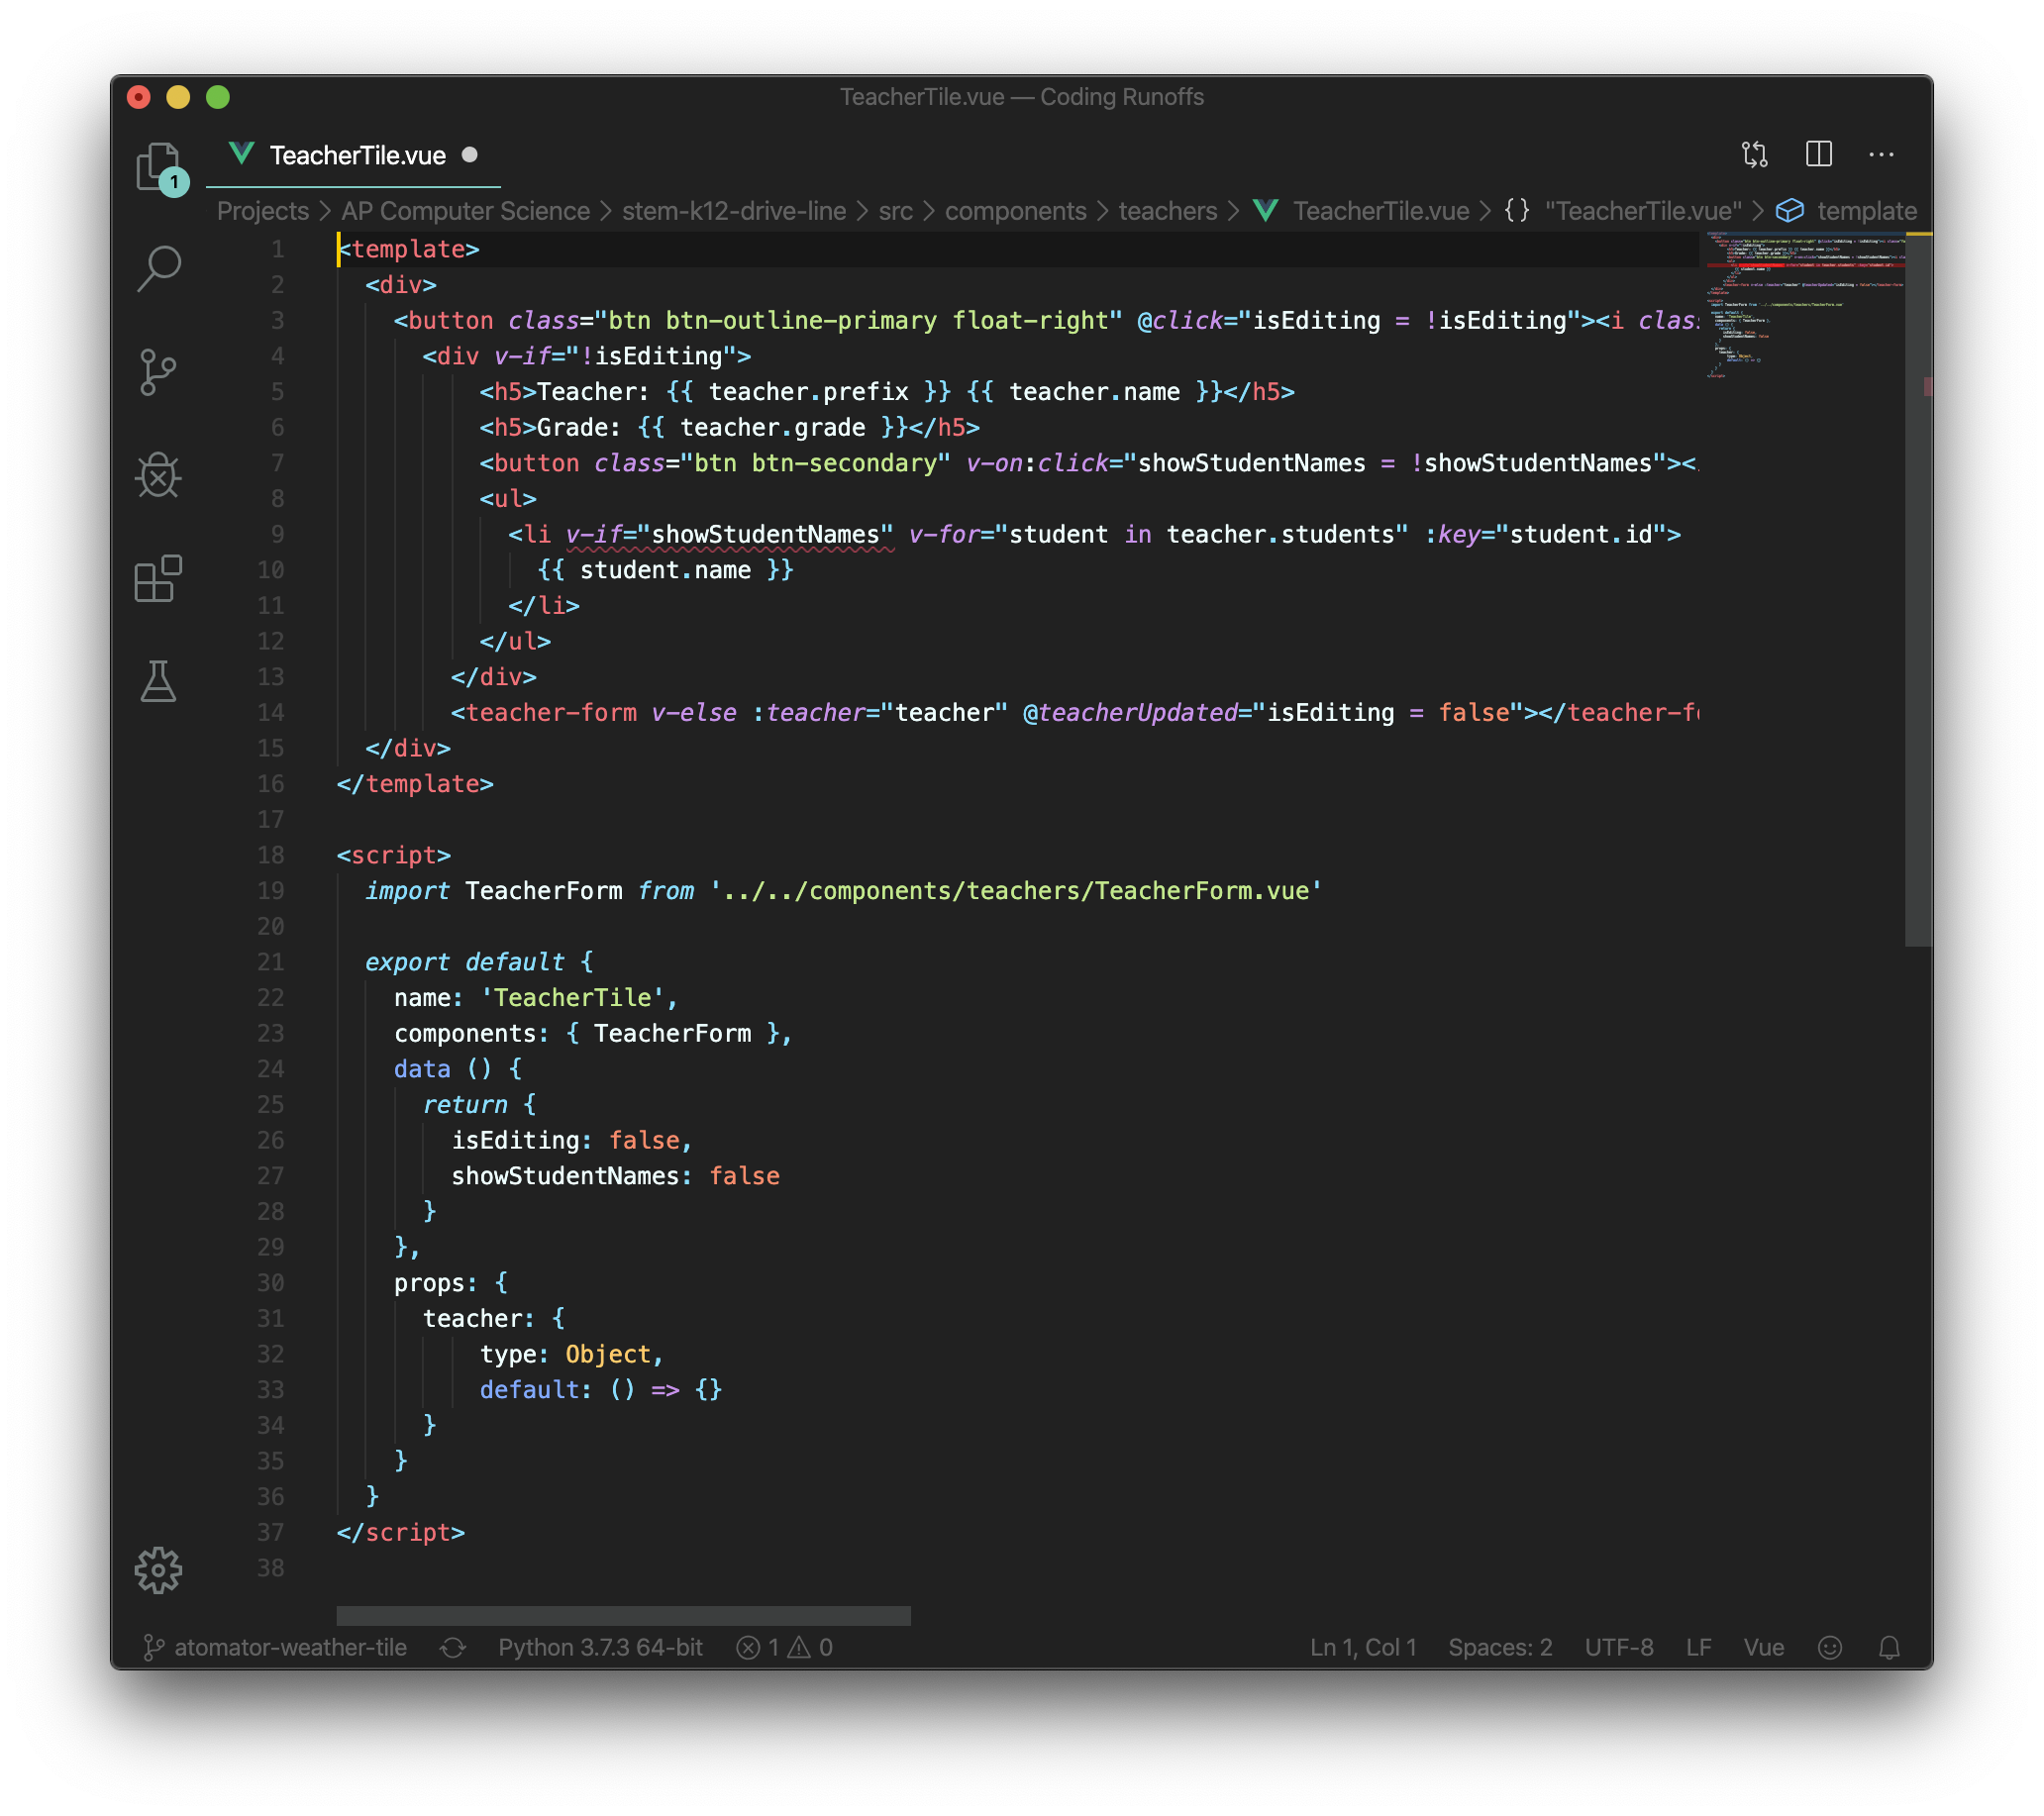 TeacherTile.vue — Coding Runoffs
1
TeacherTile.vue
Projects > AP Computer Science > stem-k12-drive-line > src > components > teachers > TeacherTile.vue > {} "TeacherTile.vue" > template
1 <template>
2 <div>
3 <button class="btn btn-outline-primary float-right" @click="isEditing = !isEditing"><i clas
4 <div v-if="!isEditing">
5 <h5>Teacher: {{ teacher.prefix }} {{ teacher.name }}</h5>
6 <h5>Grade: {{ teacher.grade }}</h5>
7 <button class="btn btn-secondary" v-on:click="showStudentNames = !showStudentNames"><
8 <ul>
9 <li v-if="showStudentNames" v-for="student in teacher.students" :key="student.id">
10 {{ student.name }}
11 </li>
12 </ul>
13 </div>
14 <teacher-form v-else :teacher="teacher" @teacherUpdated="isEditing = false"></teacher-f
15 </div>
16 </template>
17
18 <script>
19 import TeacherForm from '../../components/teachers/TeacherForm.vue'
20
21 export default {
22 name: 'TeacherTile',
23 components: { TeacherForm },
24 data () {
25 return {
26 isEditing: false,
27 showStudentNames: false
28 }
29 },
30 props: {
31 teacher: {
32 type: Object,
33 default: () => {}
34 }
35 }
36 }
37 </script>
38
atomator-weather-tile Python 3.7.3 64-bit 1 0 Ln 1, Col 1 Spaces: 2 UTF-8 LF Vue